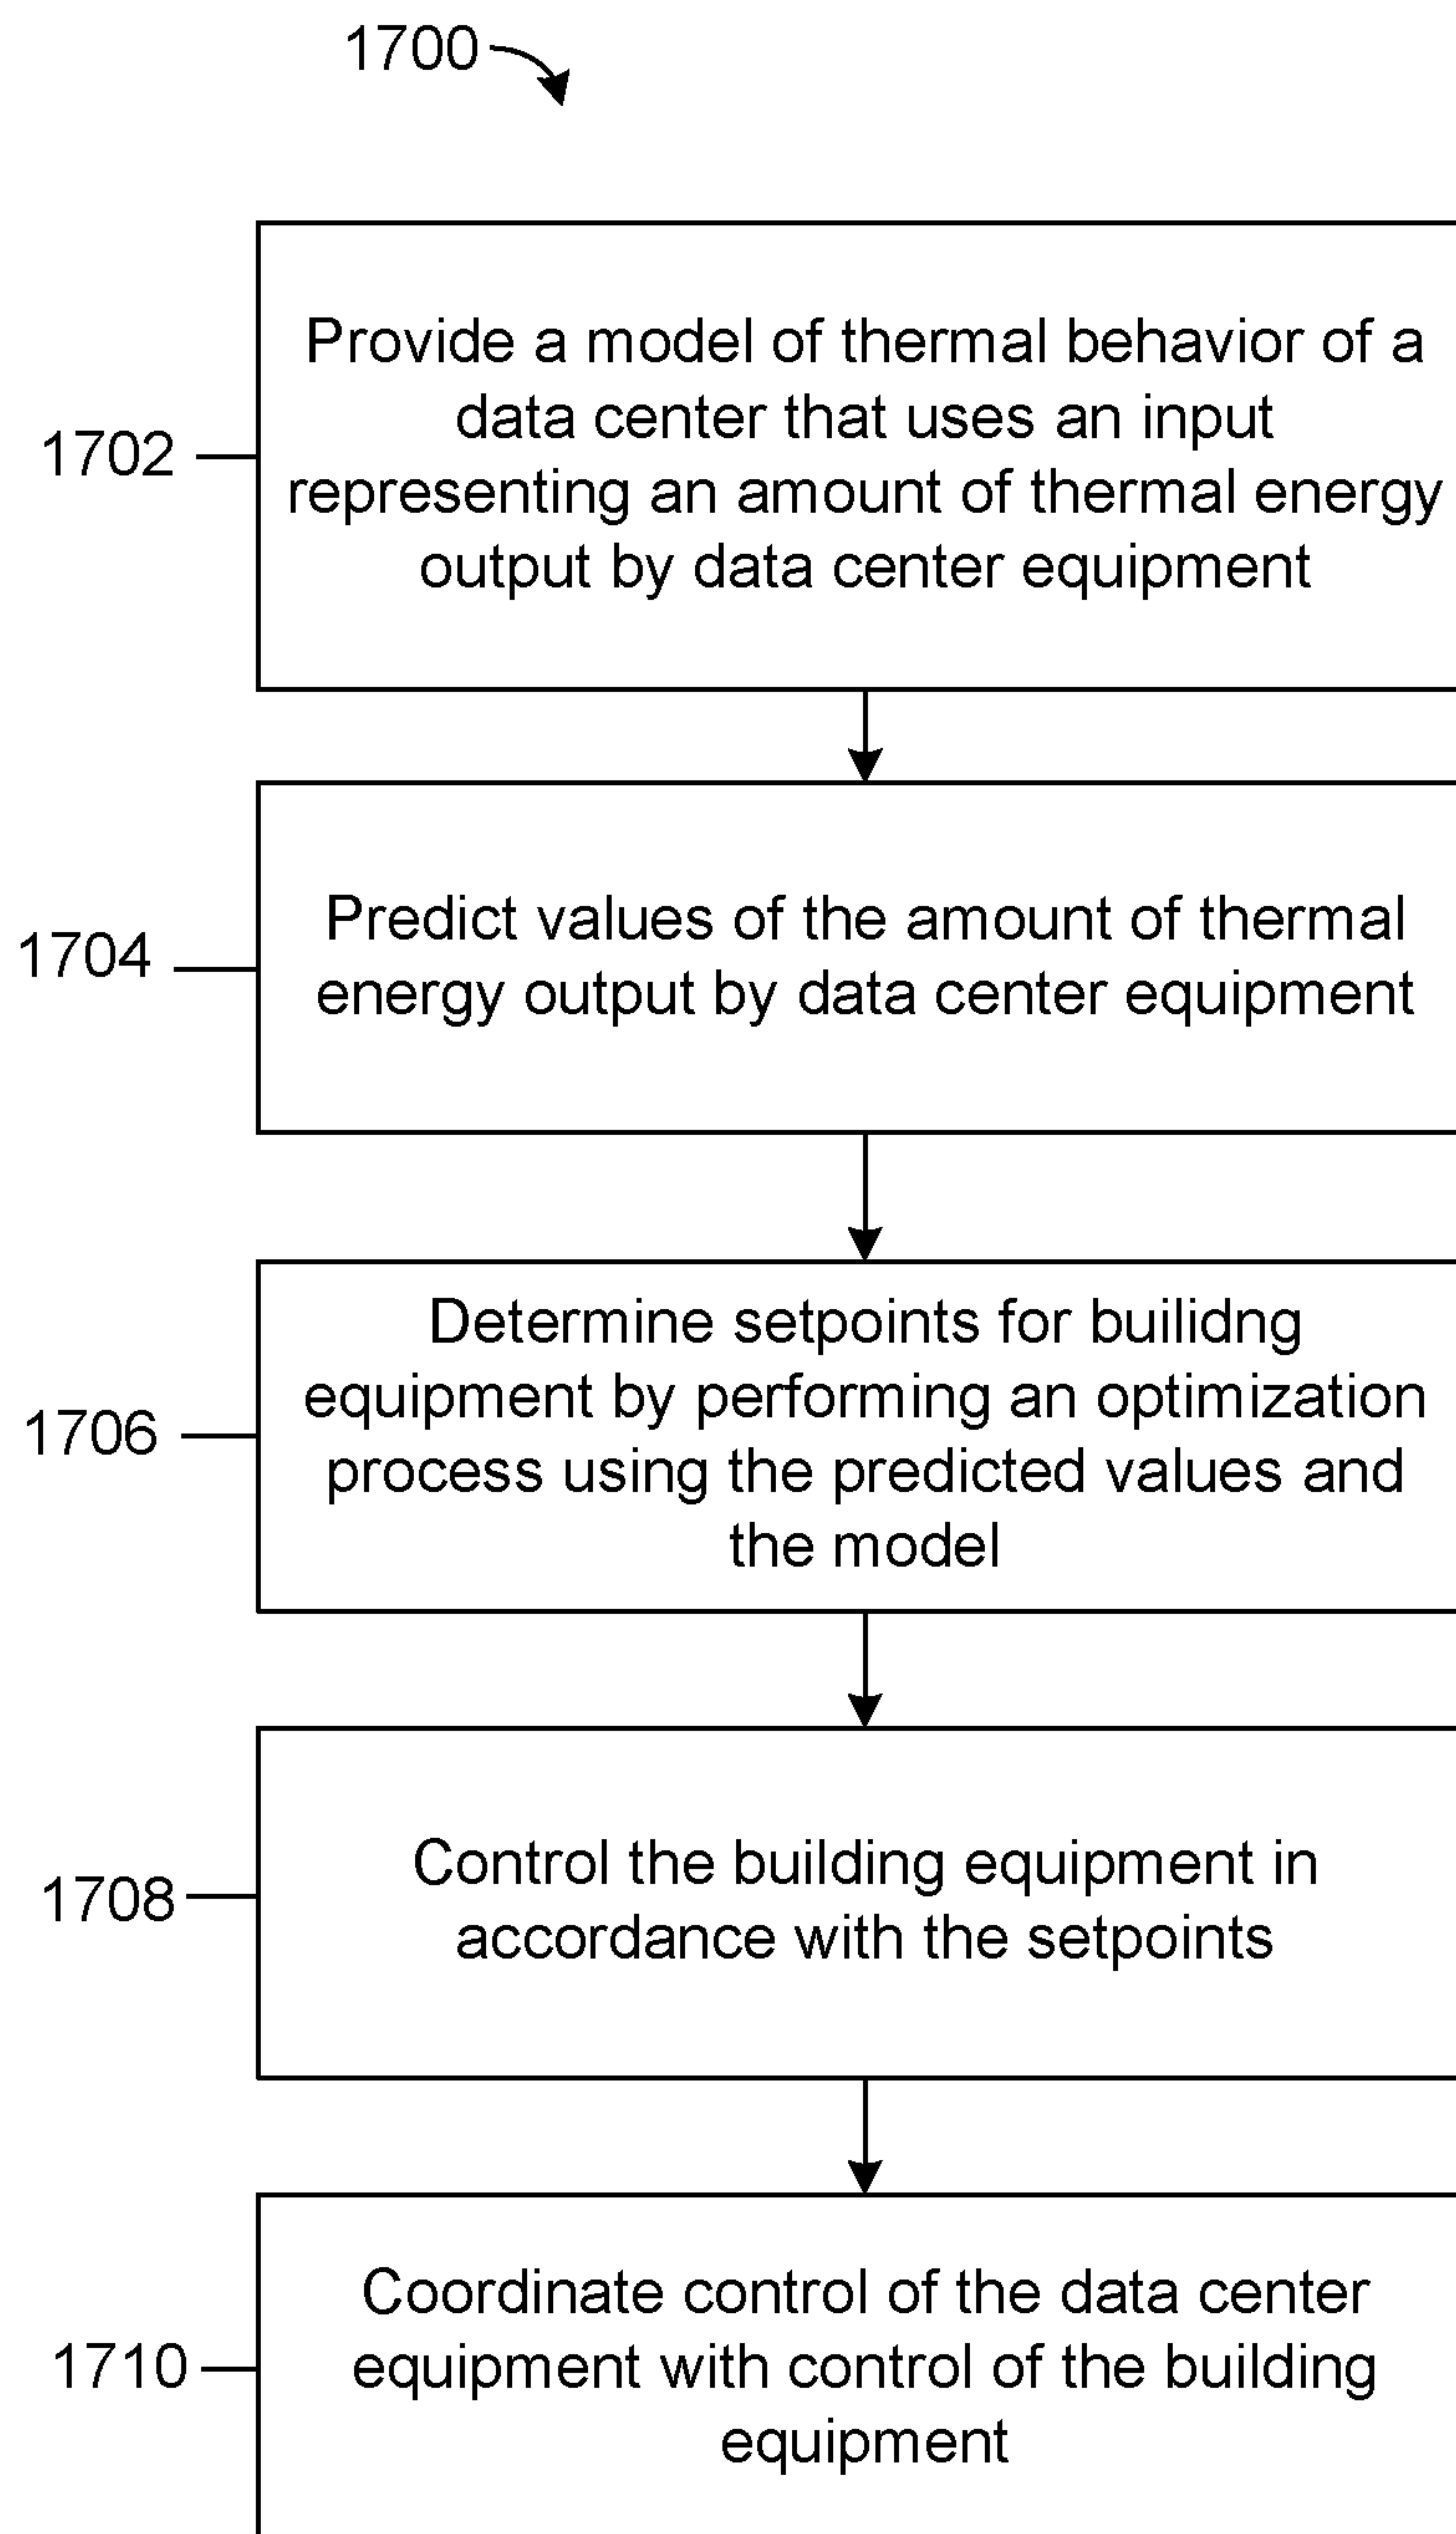 1700
Provide a model of thermal behavior of a
data center that uses an input
representing an amount of thermal energy
output by data center equipment
1702
Predict values of the amount of thermal
energy output by data center equipment
1704
Determine setpoints for builidng
equipment by performing an optimization
process using the predicted values and
the model
1706
Control the building equipment in
accordance with the setpoints
1708
Coordinate control of the data center
equipment with control of the building
equipment
1710